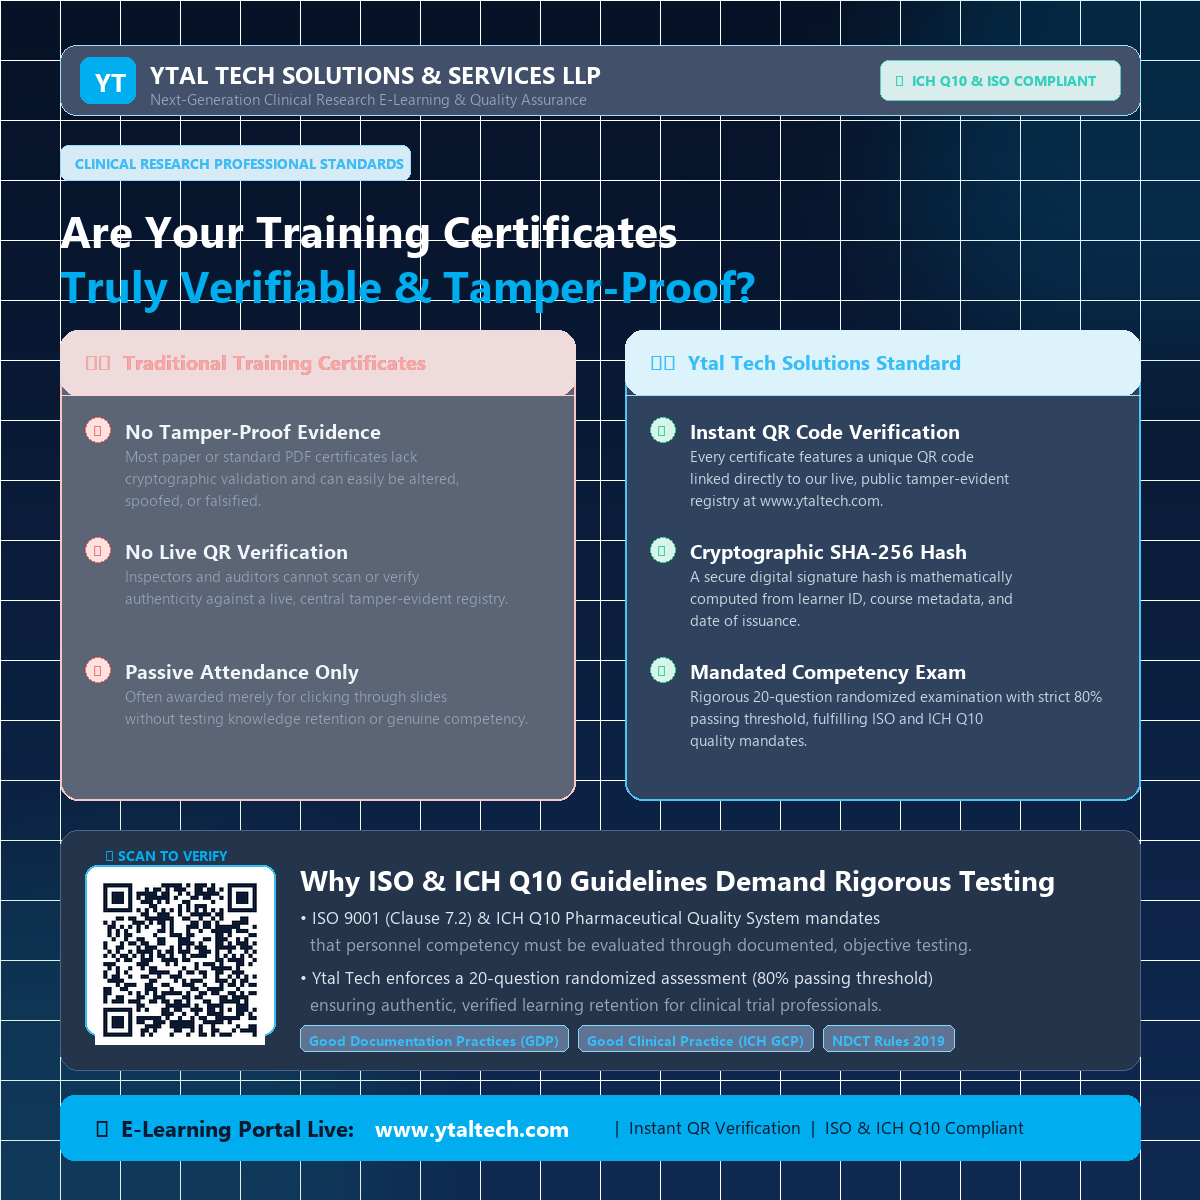 YT
YTAL TECH SOLUTIONS & SERVICES LLP
Next-Generation Clinical Research E-Learning & Quality Assurance
ICH Q10 & ISO COMPLIANT
CLINICAL RESEARCH PROFESSIONAL STANDARDS
Are Your Training Certificates
Truly Verifiable & Tamper-Proof?
Traditional Training Certificates
No Tamper-Proof Evidence
Most paper or standard PDF certificates lack
cryptographic validation and can easily be altered,
spoofed, or falsified.
No Live QR Verification
Inspectors and auditors cannot scan or verify
authenticity against a live, central tamper-evident registry.
Passive Attendance Only
Often awarded merely for clicking through slides
without testing knowledge retention or genuine competency.
Ytal Tech Solutions Standard
Instant QR Code Verification
Every certificate features a unique QR code
linked directly to our live, public tamper-evident
registry at www.ytaltech.com.
Cryptographic SHA-256 Hash
A secure digital signature hash is mathematically
computed from learner ID, course metadata, and
date of issuance.
Mandated Competency Exam
Rigorous 20-question randomized examination with strict 80%
passing threshold, fulfilling ISO and ICH Q10
quality mandates.
SCAN TO VERIFY
Why ISO & ICH Q10 Guidelines Demand Rigorous Testing
• ISO 9001 (Clause 7.2) & ICH Q10 Pharmaceutical Quality System mandates
that personnel competency must be evaluated through documented, objective testing.
• Ytal Tech enforces a 20-question randomized assessment (80% passing threshold)
ensuring authentic, verified learning retention for clinical trial professionals.
Good Documentation Practices (GDP)
Good Clinical Practice (ICH GCP)
NDCT Rules 2019
E-Learning Portal Live: www.ytaltech.com | Instant QR Verification | ISO & ICH Q10 Compliant